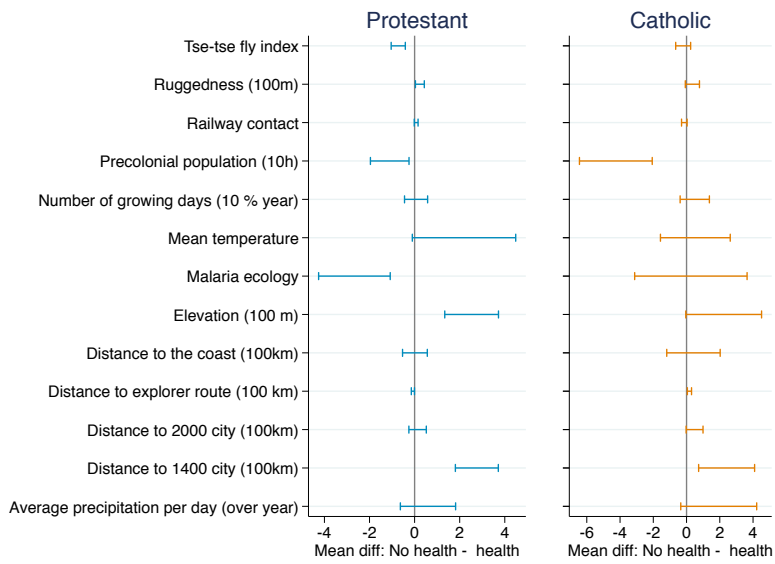 Protestant
Catholic
Tse-tse fly index
Ruggedness (100m)
Railway contact
Precolonial population (10h)
Number of growing days (10 % year)
Mean temperature
Malaria ecology
Elevation (100 m)
Distance to the coast (100km)
Distance to explorer route (100 km)
Distance to 2000 city (100km)
Distance to 1400 city (100km)
Average precipitation per day (over year)
-4 -2 0 2 4
-6 -4 -2 0 2 4
Mean diff: No health - health
Mean diff: No health - health